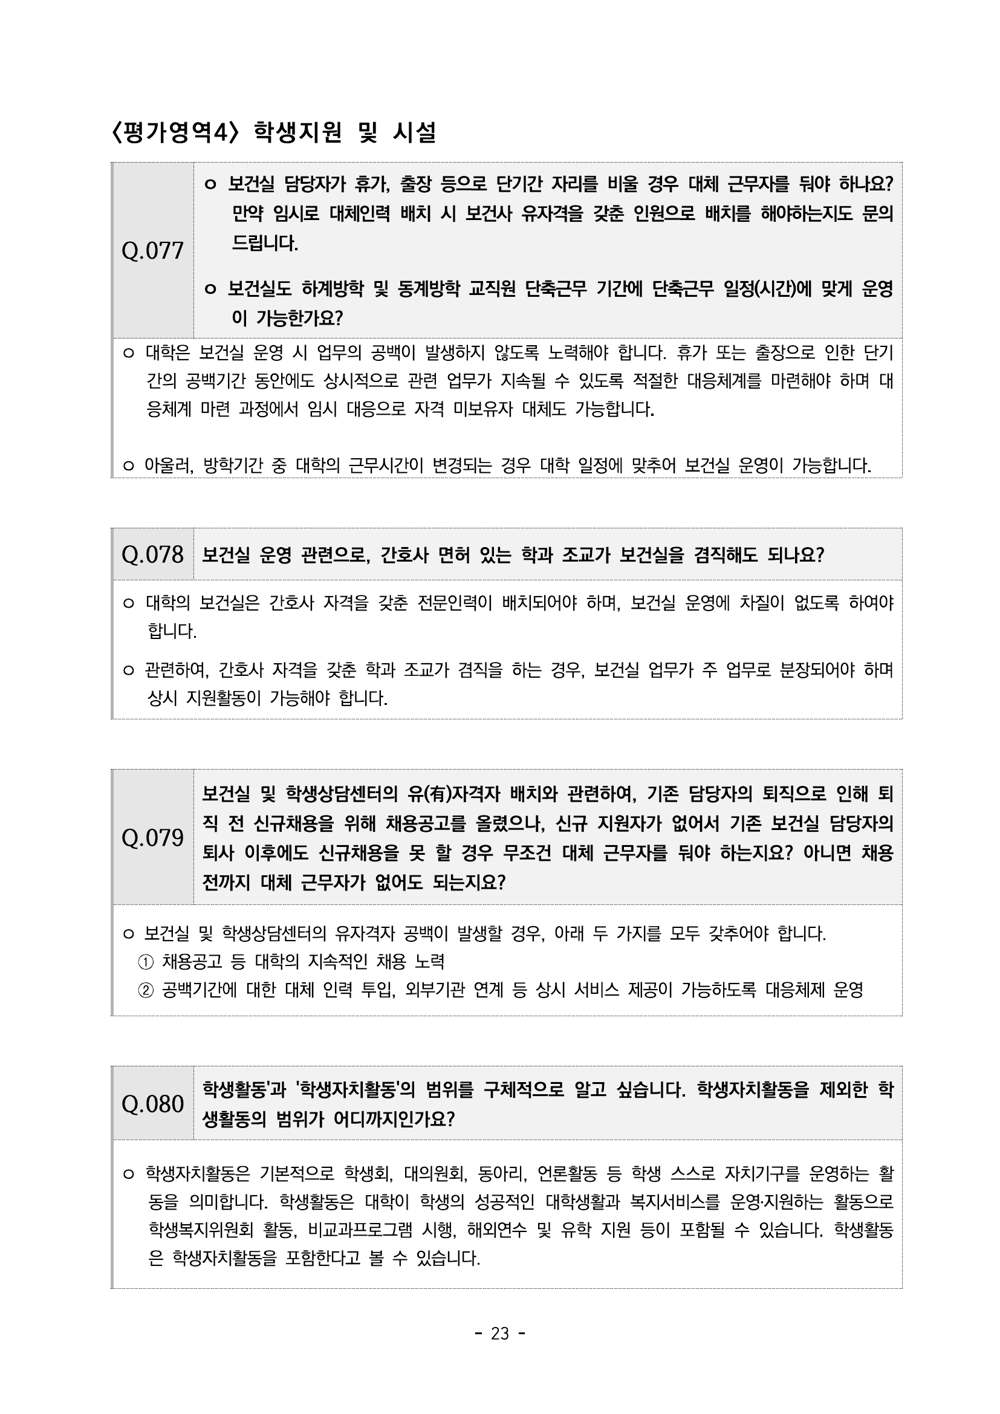 <평가영역4> 학생지원 및 시설
Q.077
ㅇ 보건실 담당자가 휴가, 출장 등으로 단기간 자리를 비울 경우 대체 근무자를 둬야 하나요?
만약 임시로 대체인력 배치 시 보건사 유자격을 갖춘 인원으로 배치를 해야하는지도 문의
드립니다.
ㅇ 보건실도 하계방학 및 동계방학 교직원 단축근무 기간에 단축근무 일정(시간)에 맞게 운영
이 가능한가요?
ㅇ 대학은 보건실 운영 시 업무의 공백이 발생하지 않도록 노력해야 합니다. 휴가 또는 출장으로 인한 단기
간의 공백기간 동안에도 상시적으로 관련 업무가 지속될 수 있도록 적절한 대응체계를 마련해야 하며 대
응체계 마련 과정에서 임시 대응으로 자격 미보유자 대체도 가능합니다.
ㅇ 아울러, 방학기간 중 대학의 근무시간이 변경되는 경우 대학 일정에 맞추어 보건실 운영이 가능합니다.
Q.078
보건실 운영 관련으로, 간호사 면허 있는 학과 조교가 보건실을 겸직해도 되나요?
ㅇ 대학의 보건실은 간호사 자격을 갖춘 전문인력이 배치되어야 하며, 보건실 운영에 차질이 없도록 하여야
합니다.
ㅇ 관련하여, 간호사 자격을 갖춘 학과 조교가 겸직을 하는 경우, 보건실 업무가 주 업무로 분장되어야 하며
상시 지원활동이 가능해야 합니다.
Q.079
보건실 및 학생상담센터의 유(有)자격자 배치와 관련하여, 기존 담당자의 퇴직으로 인해 퇴
직 전 신규채용을 위해 채용공고를 올렸으나, 신규 지원자가 없어서 기존 보건실 담당자의
퇴사 이후에도 신규채용을 못 할 경우 무조건 대체 근무자를 둬야 하는지요? 아니면 채용
전까지 대체 근무자가 없어도 되는지요?
ㅇ 보건실 및 학생상담센터의 유자격자 공백이 발생할 경우, 아래 두 가지를 모두 갖추어야 합니다.
① 채용공고 등 대학의 지속적인 채용 노력
② 공백기간에 대한 대체 인력 투입, 외부기관 연계 등 상시 서비스 제공이 가능하도록 대응체제 운영
Q.080
학생활동'과 '학생자치활동'의 범위를 구체적으로 알고 싶습니다. 학생자치활동을 제외한 학
생활동의 범위가 어디까지인가요?
ㅇ 학생자치활동은 기본적으로 학생회, 대의원회, 동아리, 언론활동 등 학생 스스로 자치기구를 운영하는 활
동을 의미합니다. 학생활동은 대학이 학생의 성공적인 대학생활과 복지서비스를 운영·지원하는 활동으로
학생복지위원회 활동, 비교과프로그램 시행, 해외연수 및 유학 지원 등이 포함될 수 있습니다. 학생활동
은 학생자치활동을 포함한다고 볼 수 있습니다.
- 23 -